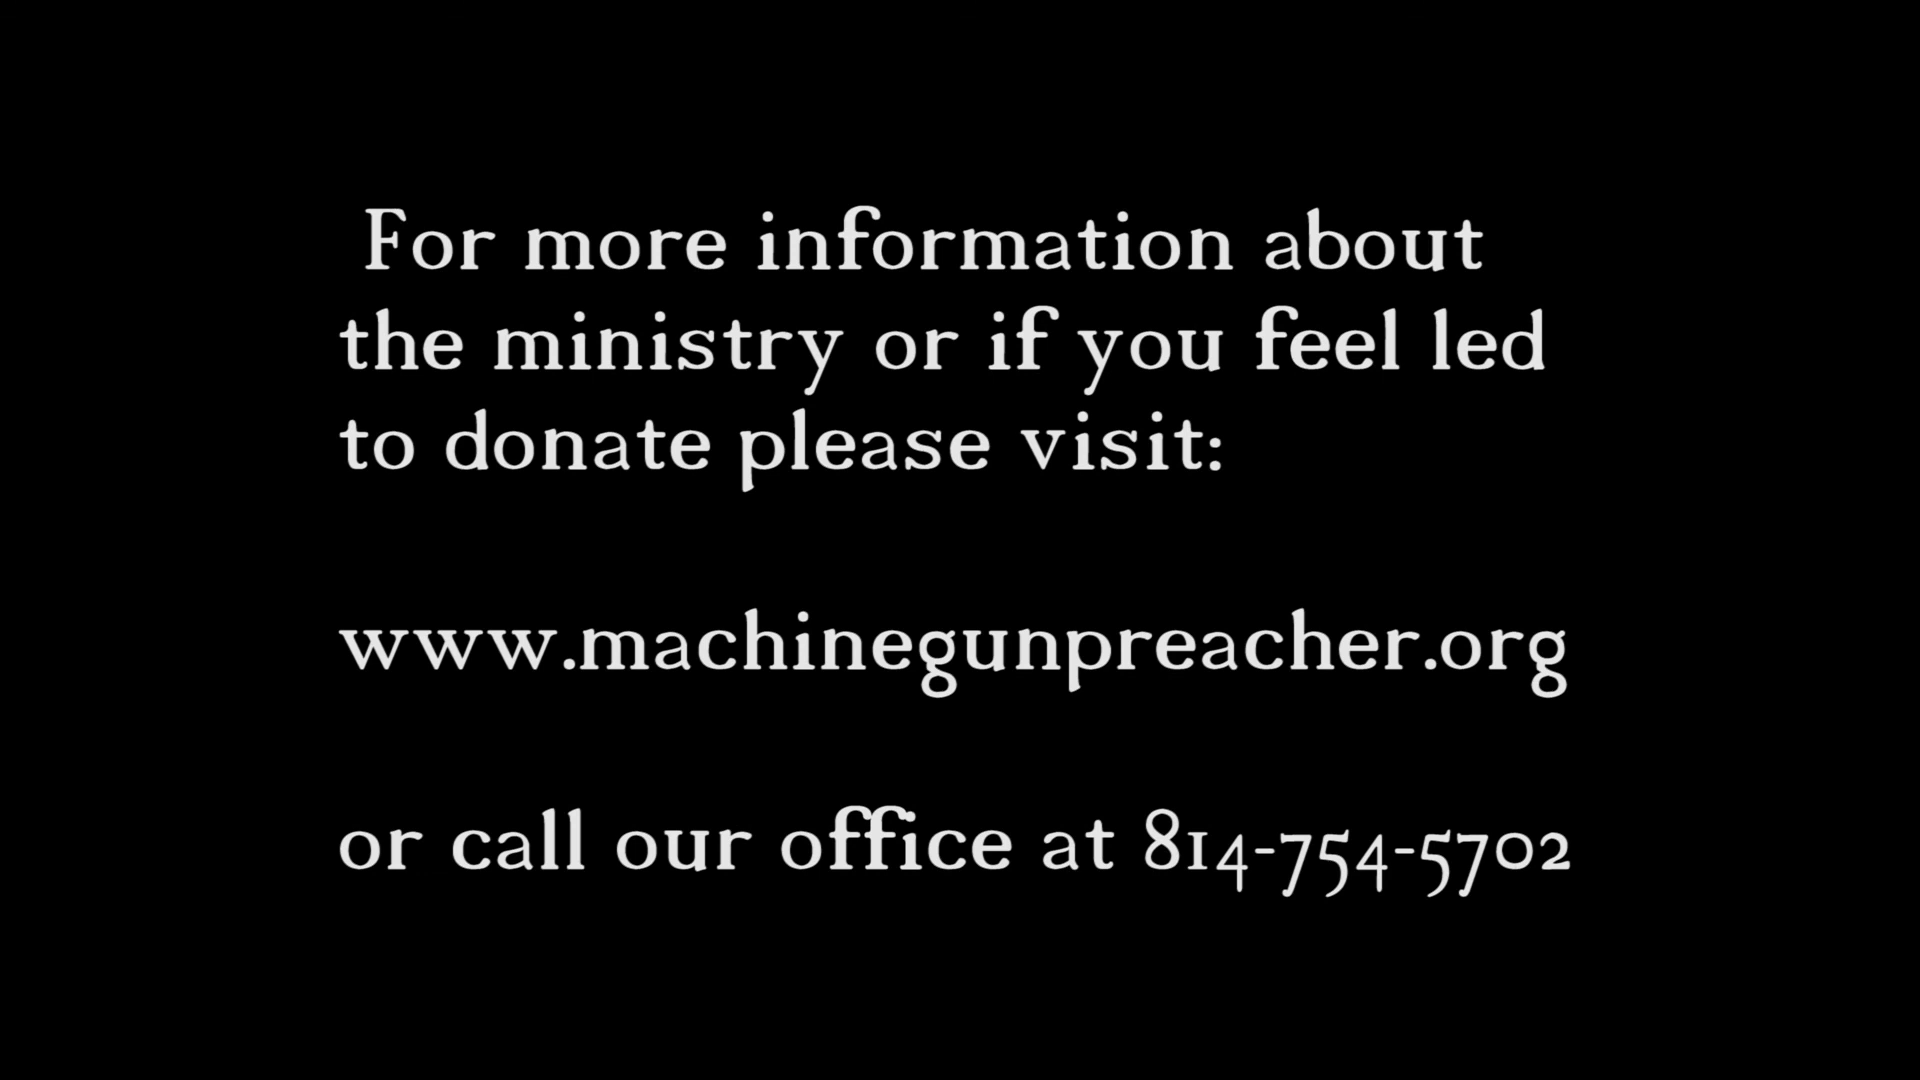 For more information about
the ministry or if you feel led
to donate please visit:
www.machinegunpreacher.org
or call our office at 814-754-5702